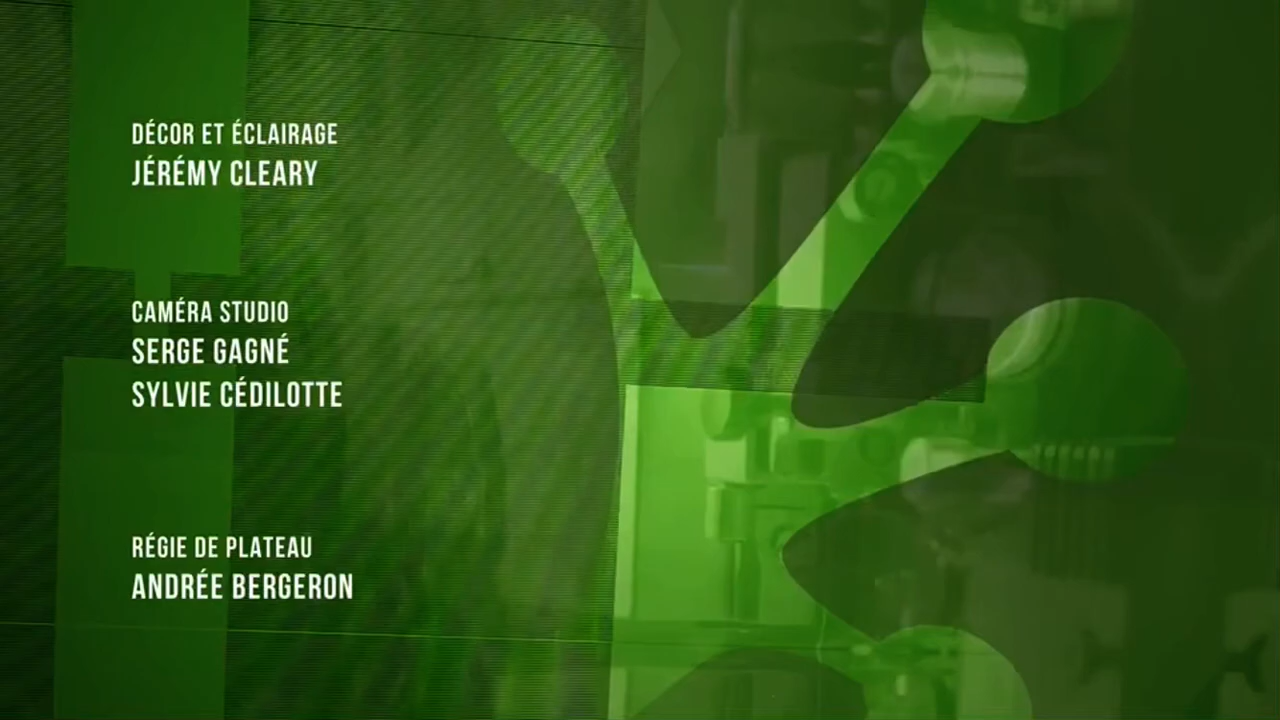 DÉCOR ET ÉCLAIRAGE
JÉRÉMY CLEARY
CAMÉRA STUDIO
SERGE GAGNÉ
SYLVIE CÉDILOTTE
RÉGIE DE PLATEAU
ANDRÉE BERGERON